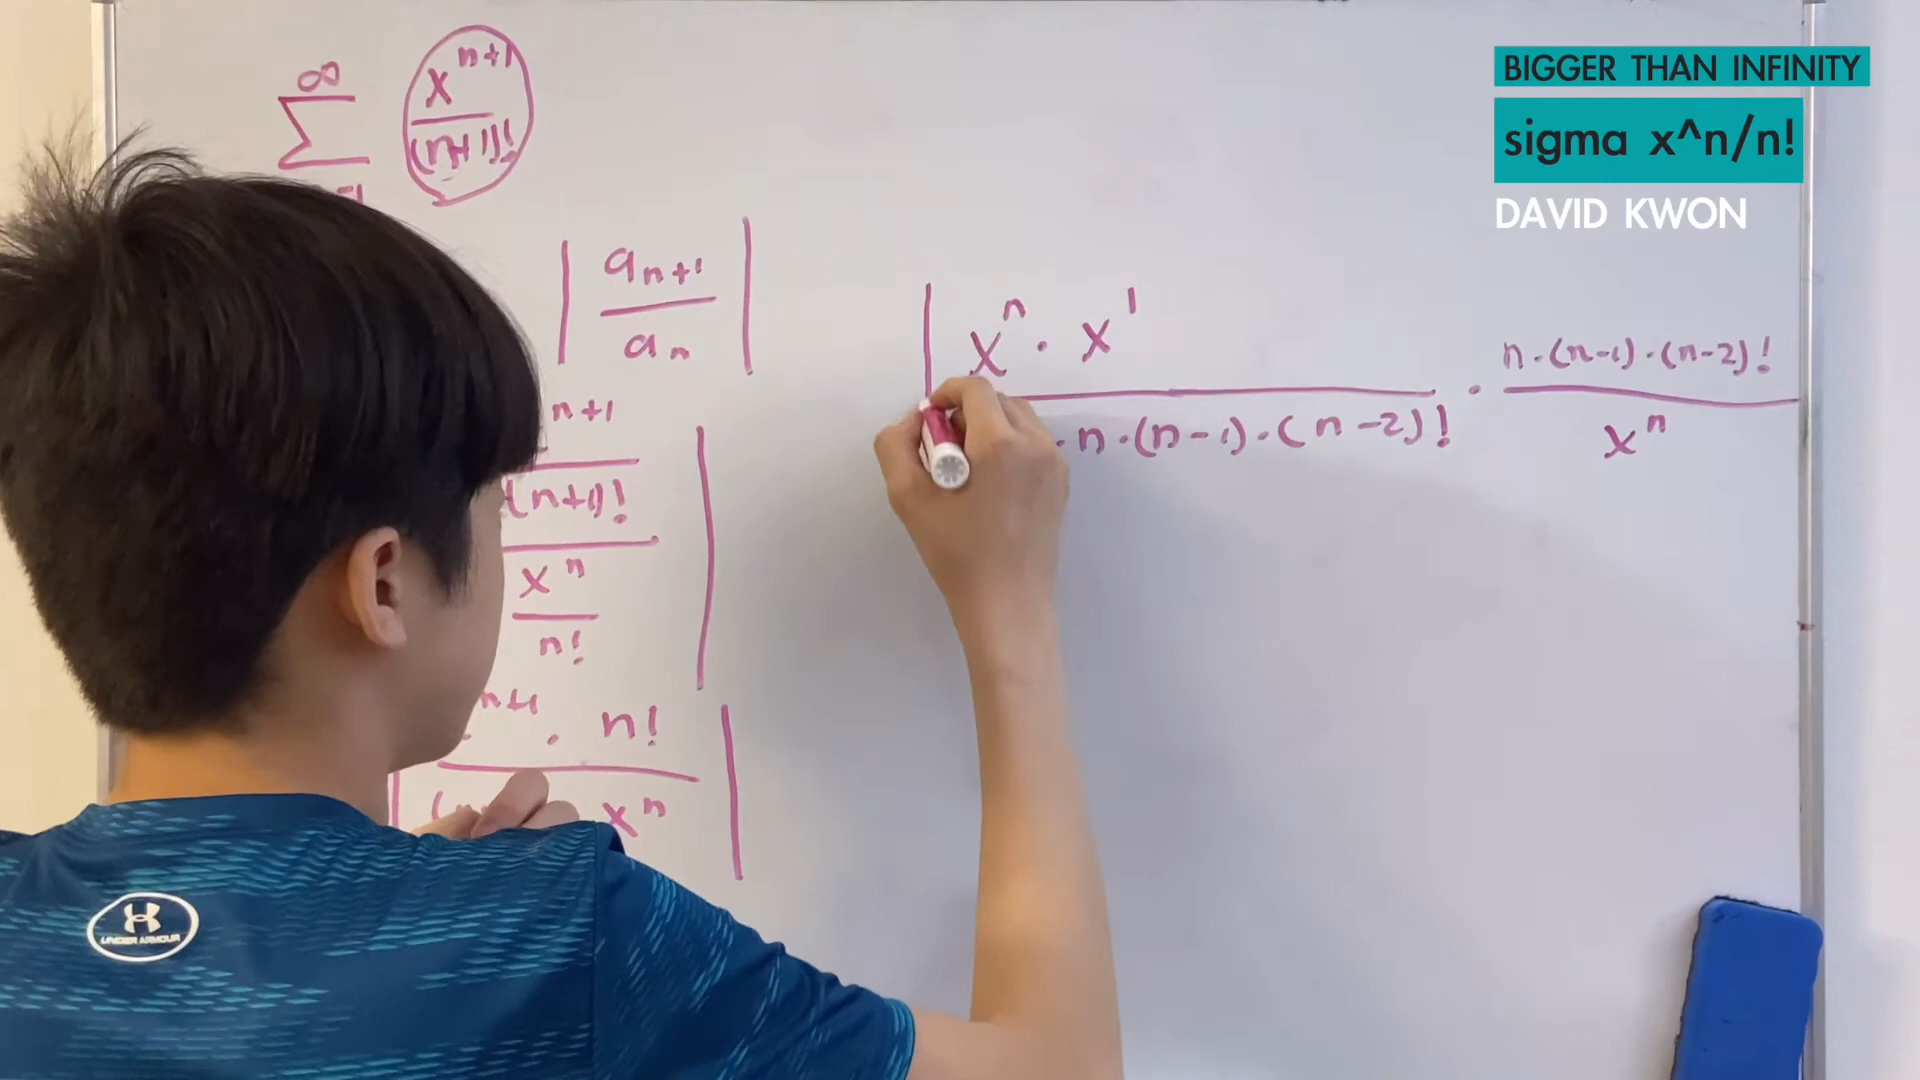 BIGGER THAN INFINITY
sigma x^n/n!
DAVID KWON
∞
Σ x^(n+1)/(n+1)!
|a_(n+1)/a_n|
n+1
(n+1)!
x^n
n!
n+1 · n!
x^n
|x^n · x^1
· n · (n-1) · (n-2)! · n · (n-1) · (n-2)!
x^n
UNDER ARMOUR